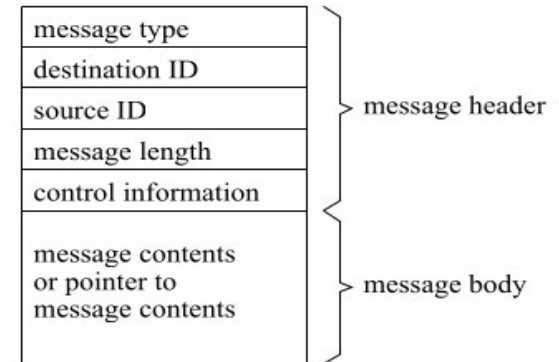 message type
destination ID
source ID
message length
control information
message header
message contents
or pointer to
message contents
message body